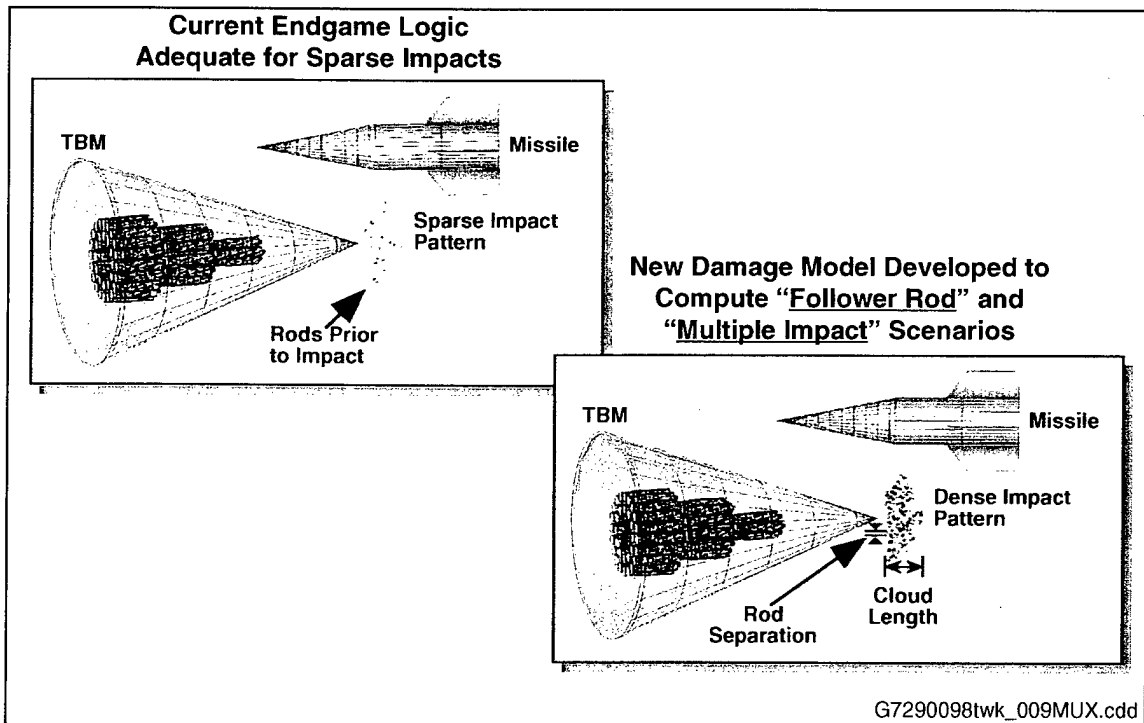 Current Endgame Logic
Adequate for Sparse Impacts
TBM
Missile
Sparse Impact
Pattern
Rods Prior
to Impact
New Damage Model Developed to
Compute “Follower Rod” and
“Multiple Impact” Scenarios
TBM
Missile
Dense Impact
Pattern
Cloud
Length
Rod
Separation
G7290098twk_009MUX.cdd